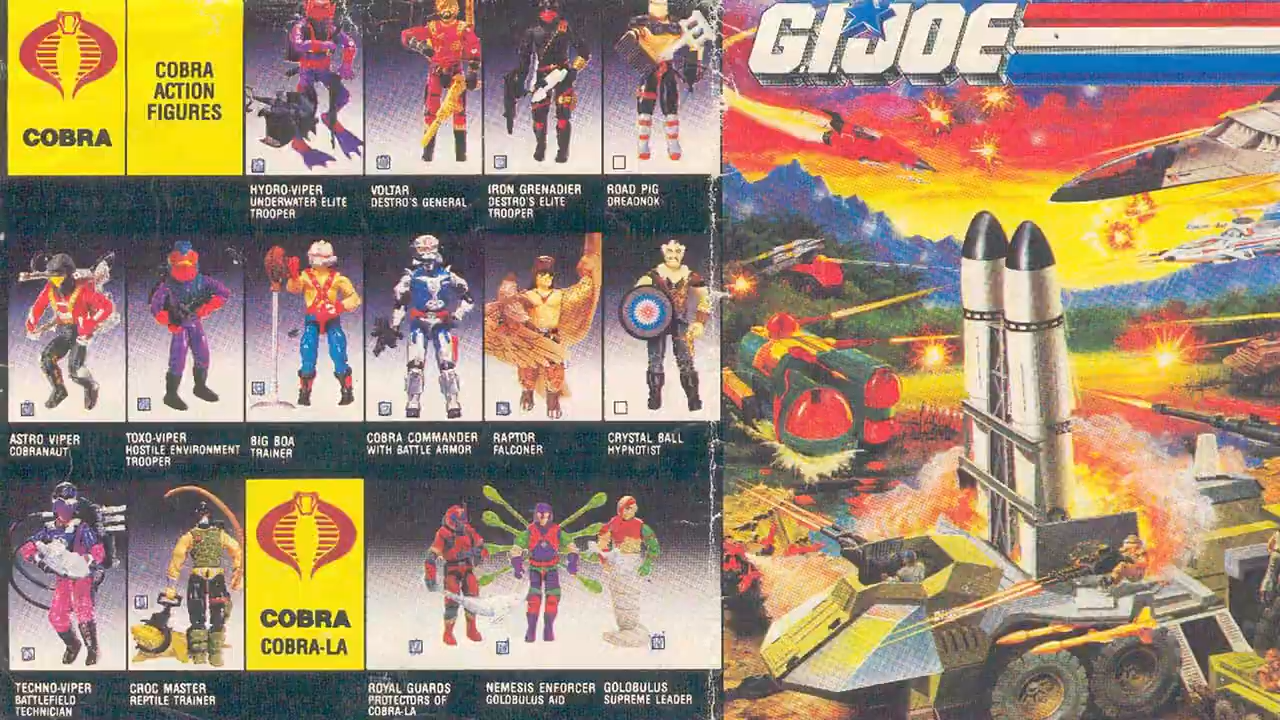 COBRA
COBRA
ACTION
FIGURES
HYDRO-VIPER
UNDERWATER ELITE
TROOPER
VOLTAR
DESTRO'S GENERAL
IRON GRENADIER
DESTRO'S ELITE
TROOPER
ROAD PIG
DREADNOK
ASTRO VIPER
COBRANAUT
TOXO-VIPER
HOSTILE ENVIRONMENT
TROOPER
BIG BOA
TRAINER
COBRA COMMANDER
WITH BATTLE ARMOR
RAPTOR
FALCONER
CRYSTAL BALL
HYPNOTIST
TECHNO-VIPER
BATTLEFIELD
TECHNICIAN
CROC MASTER
REPTILE TRAINER
COBRA
COBRA-LA
ROYAL GUARDS
PROTECTORS OF
COBRA-LA
NEMESIS ENFORCER
GOLOBULUS AID
GOLOBULUS
SUPREME LEADER
GI JOE